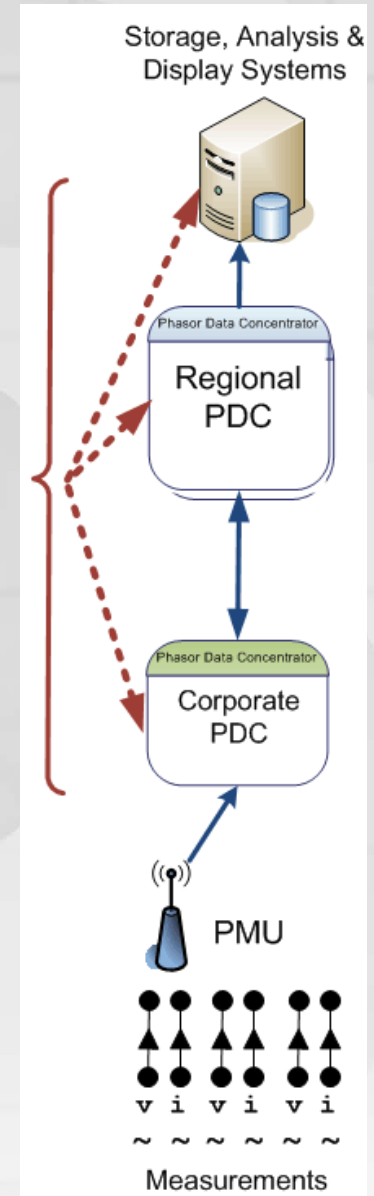 Storage, Analysis &
Display Systems
Phasor Data Concentrator
Regional
PDC
Phasor Data Concentrator
Corporate
PDC
PMU
v i v i v i
~ ~ ~ ~ ~ ~
Measurements